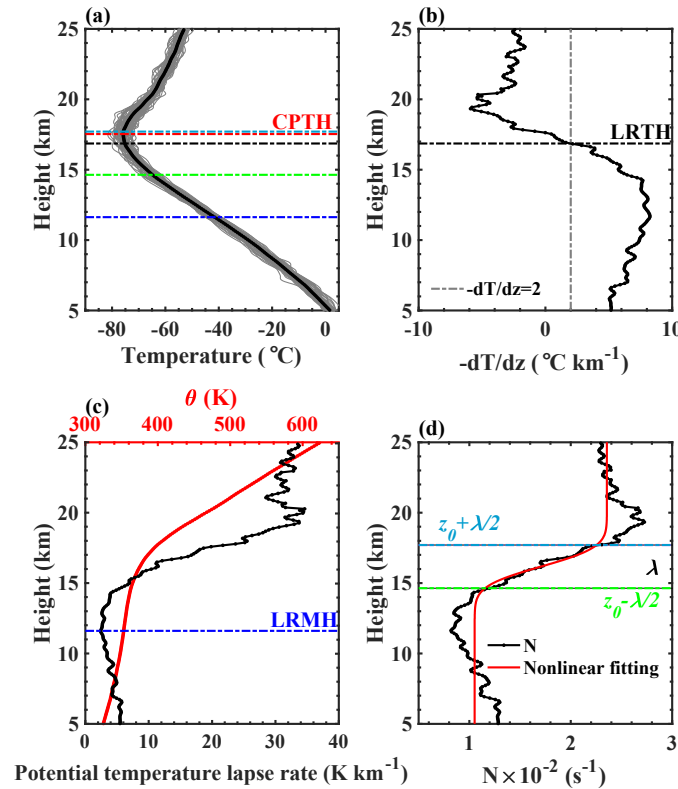 (a)
25
20
15
10
5
Height (km)
CPTH
-80 -60 -40 -20 0
Temperature (℃)
(b)
25
20
15
10
5
Height (km)
LRTH
-dT/dz=2
-10 0 10
-dT/dz (℃ km⁻¹)
θ (K)
300 400 500 600
(c)
25
20
15
10
5
Height (km)
LRMH
0 10 20 30 40
Potential temperature lapse rate (K km⁻¹)
(d)
25
20
15
10
5
Height (km)
z₀+λ/2
λ
z₀-λ/2
N
Nonlinear fitting
1 2 3
N×10⁻² (s⁻¹)